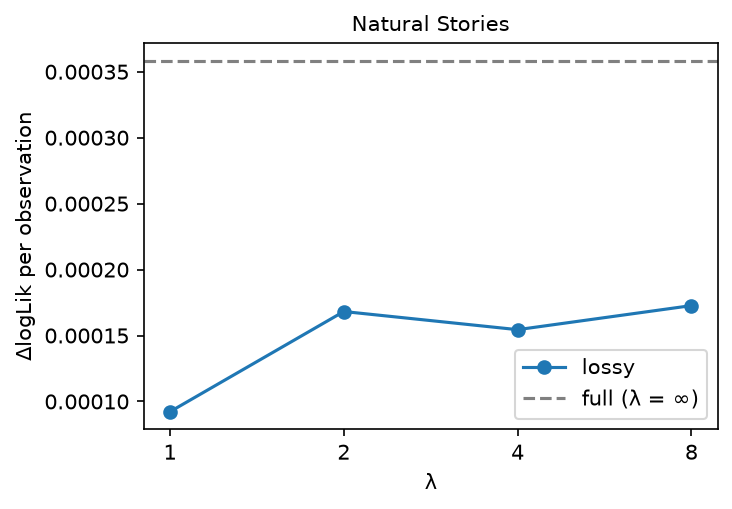 Natural Stories
ΔlogLik per observation
0.00035
0.00030
0.00025
0.00020
0.00015
0.00010
lossy
full (λ = ∞)
1 2 4 8
λ